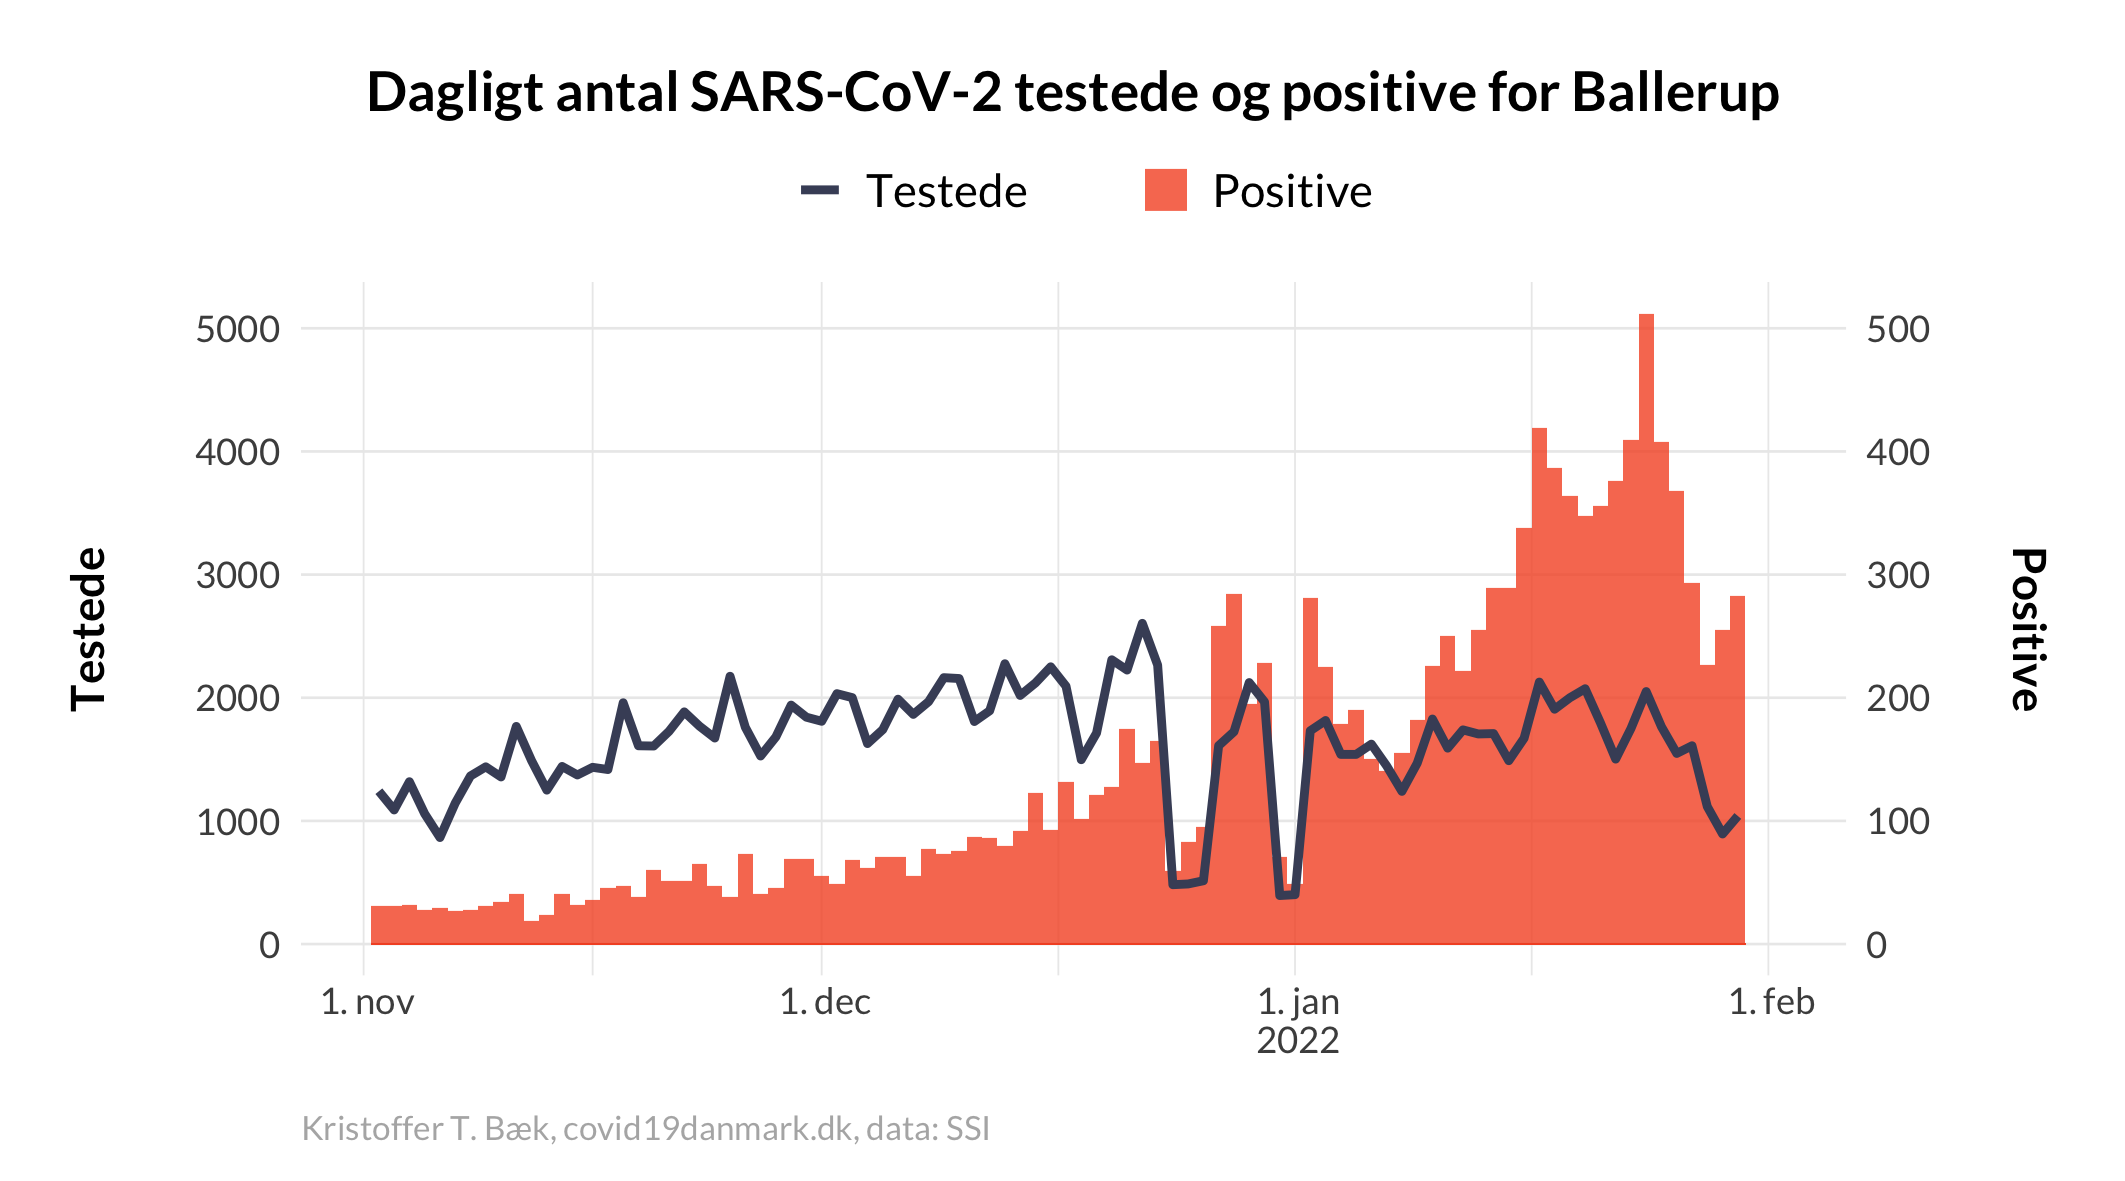 Dagligt antal SARS-CoV-2 testede og positive for Ballerup
Testede
Positive
5000
4000
3000
2000
1000
0
500
400
300
200
100
0
Testede
Positive
1. nov
1. dec
1. jan
2022
1. feb
Kristoffer T. Bæk, covid19danmark.dk, data: SSI